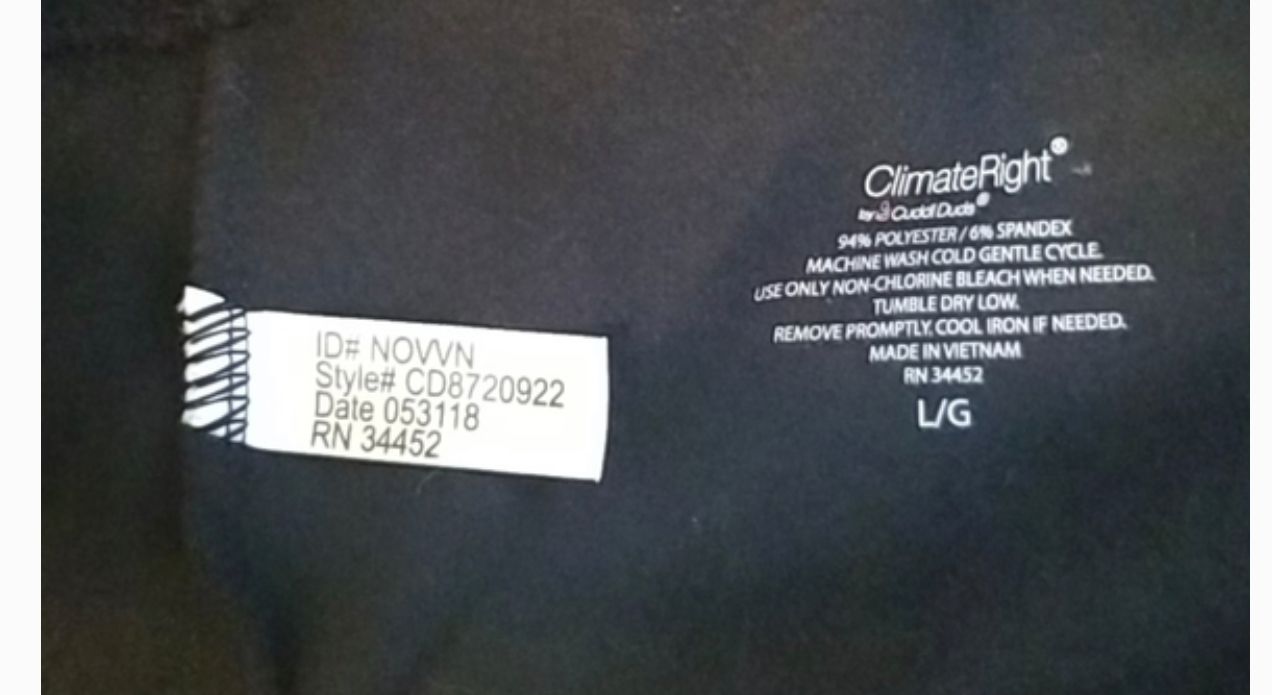 ID# NOVVN
Style# CD8720922
Date 053118
RN 34452
ClimateRight®
by Cuddl Duds®
94% POLYESTER / 6% SPANDEX
MACHINE WASH COLD GENTLE CYCLE.
USE ONLY NON-CHLORINE BLEACH WHEN NEEDED.
TUMBLE DRY LOW.
REMOVE PROMPTLY. COOL IRON IF NEEDED.
MADE IN VIETNAM
RN 34452
L/G